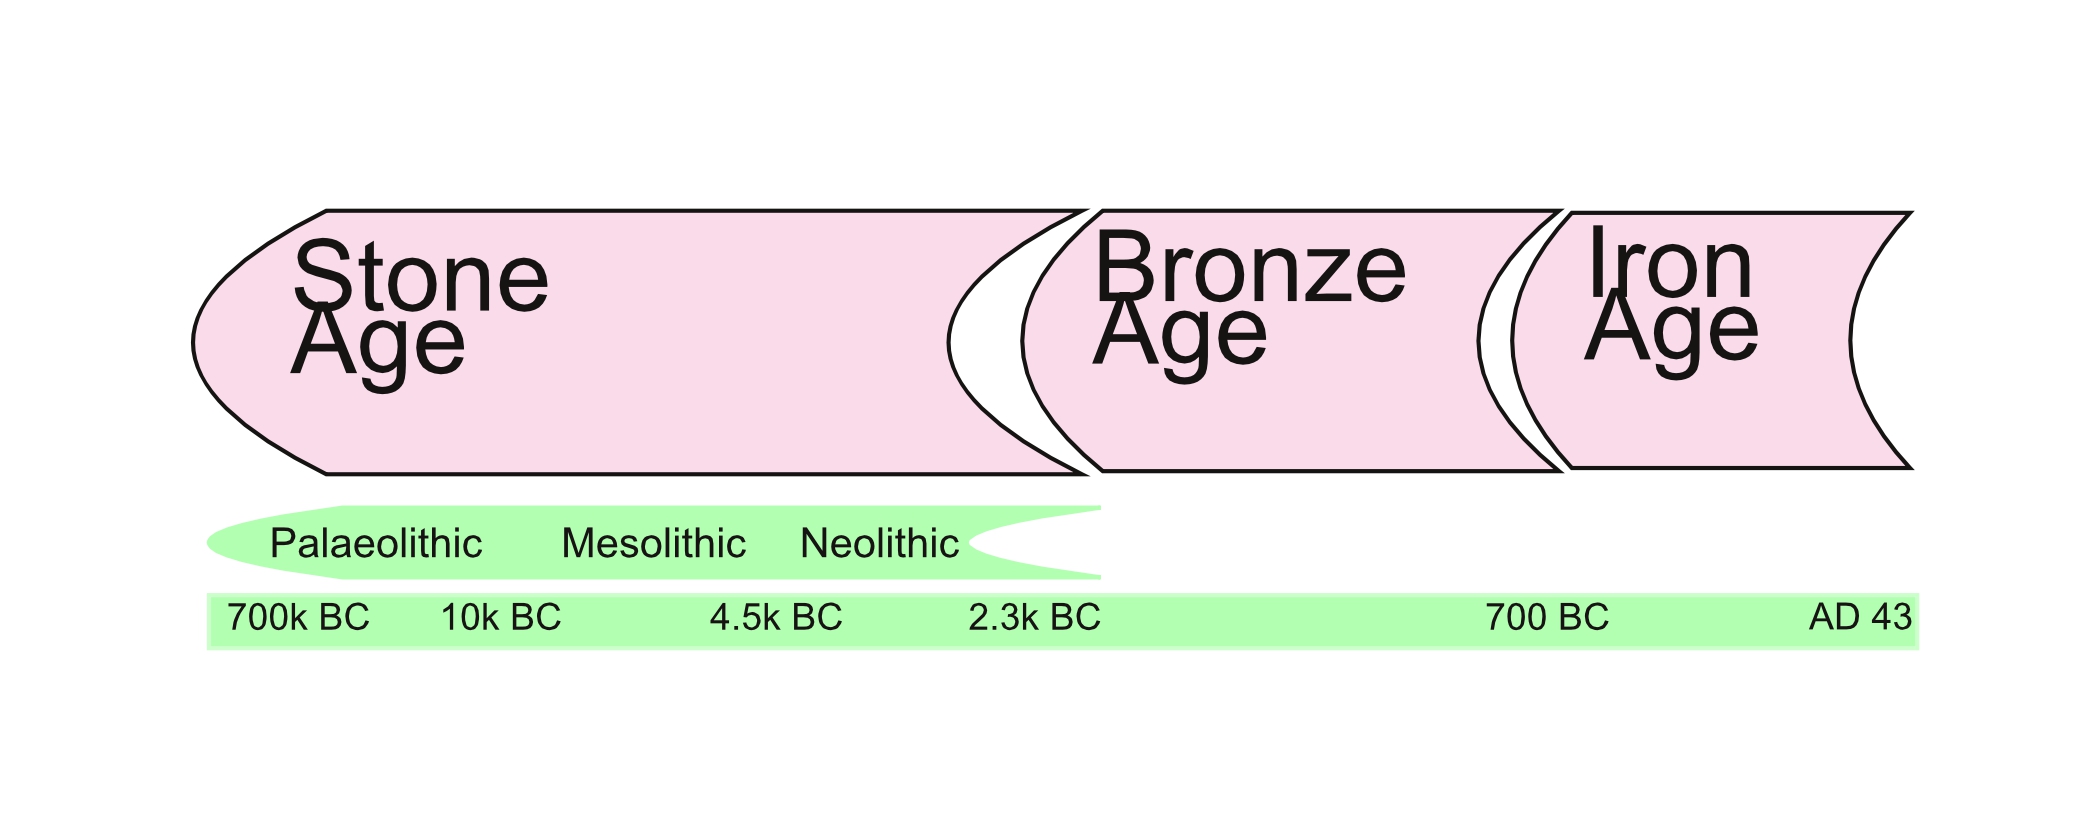 Stone
Age
Bronze
Age
Iron
Age
Palaeolithic Mesolithic Neolithic
700k BC 10k BC 4.5k BC 2.3k BC 700 BC AD 43